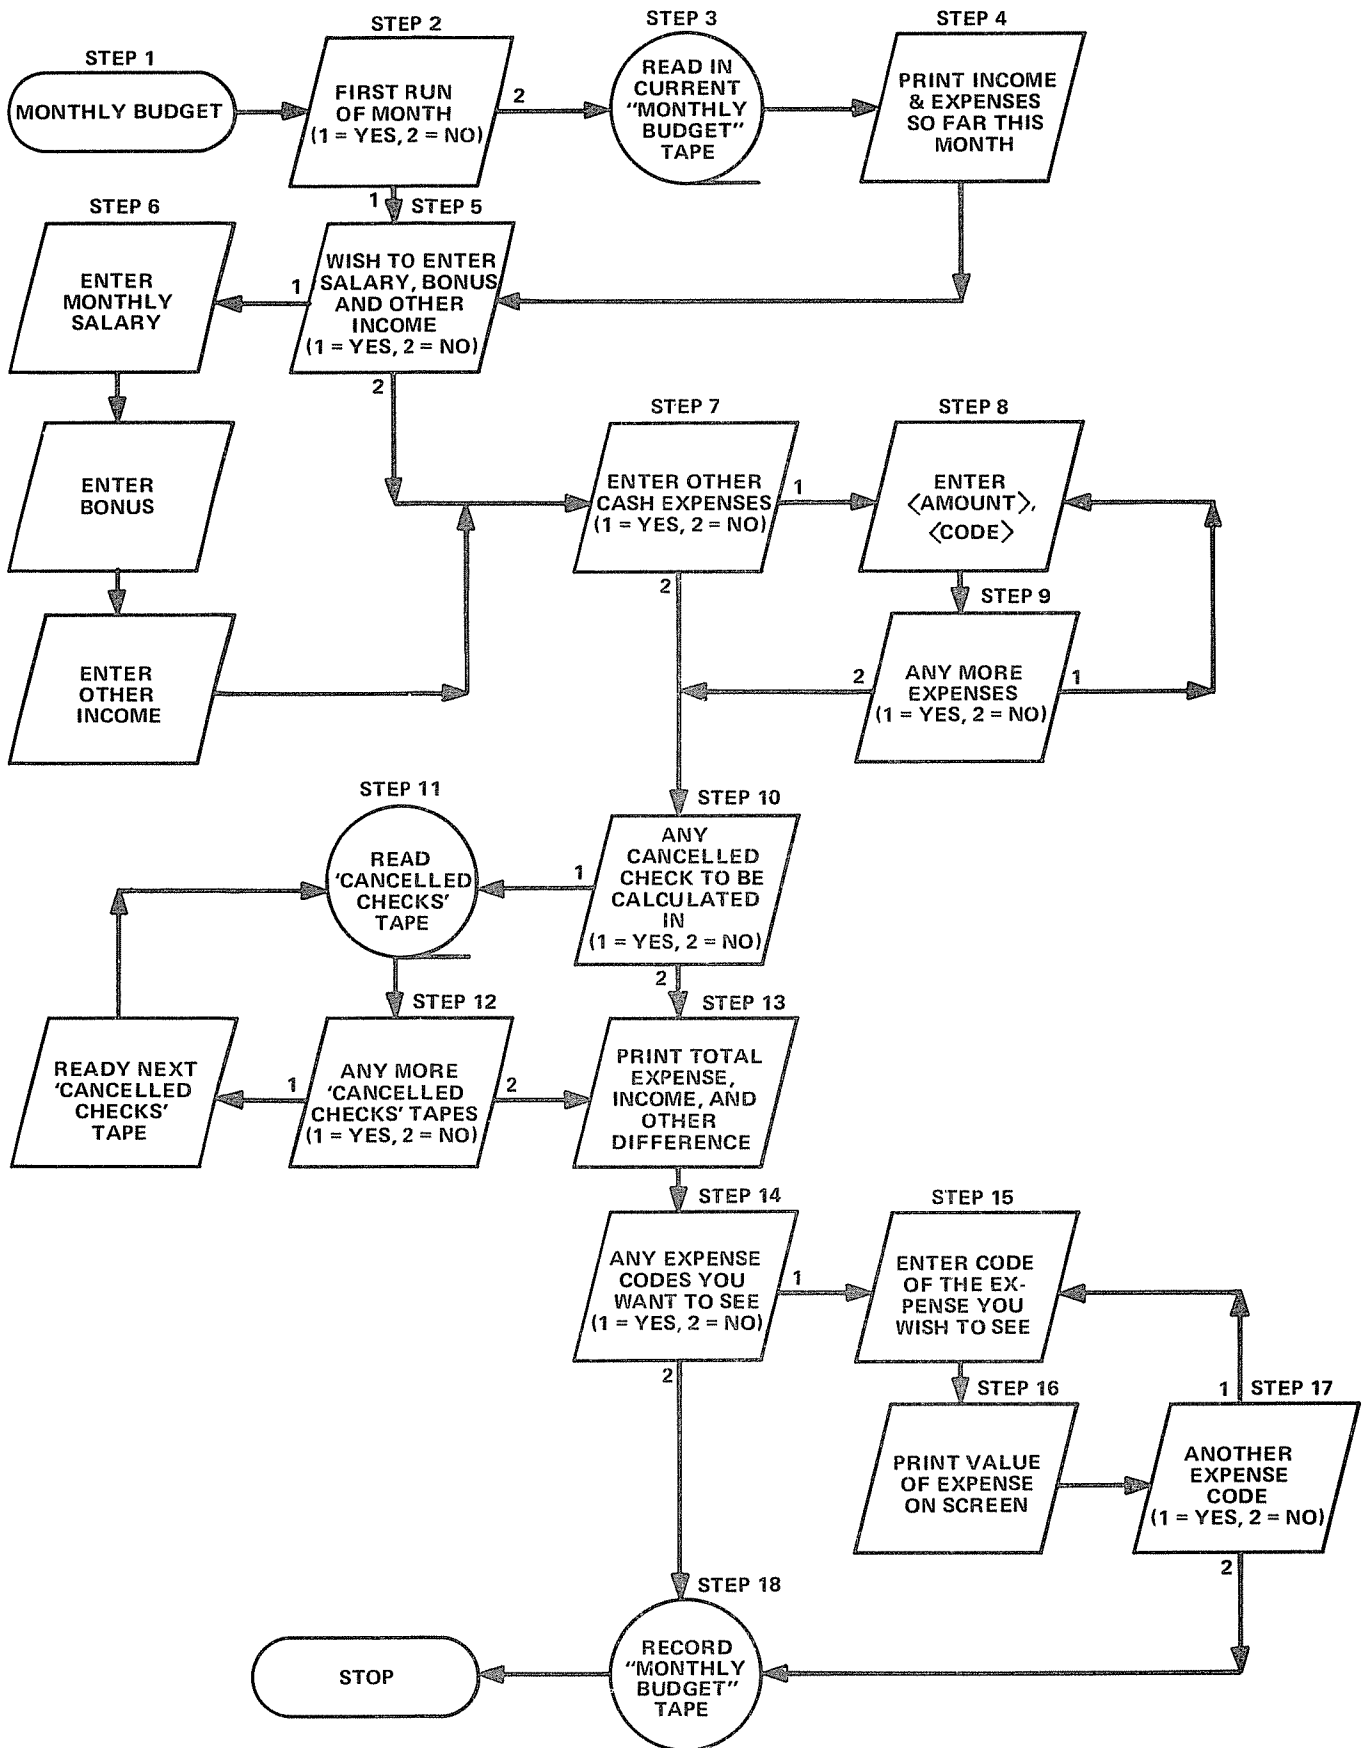 STEP 1
MONTHLY BUDGET
STEP 2
FIRST RUN
OF MONTH
(1 = YES, 2 = NO)
2
1
STEP 3
READ IN
CURRENT
"MONTHLY
BUDGET"
TAPE
STEP 4
PRINT INCOME
& EXPENSES
SO FAR THIS
MONTH
STEP 5
WISH TO ENTER
SALARY, BONUS
AND OTHER
INCOME
(1 = YES, 2 = NO)
1
2
STEP 6
ENTER
MONTHLY
SALARY
ENTER
BONUS
ENTER
OTHER
INCOME
STEP 7
ENTER OTHER
CASH EXPENSES
(1 = YES, 2 = NO)
1
2
STEP 8
ENTER
<AMOUNT>,
<CODE>
STEP 9
ANY MORE
EXPENSES
(1 = YES, 2 = NO)
2
1
STEP 10
ANY
CANCELLED
CHECK TO BE
CALCULATED
IN
(1 = YES, 2 = NO)
1
2
STEP 11
READ
'CANCELLED
CHECKS'
TAPE
STEP 12
ANY MORE
'CANCELLED
CHECKS' TAPES
(1 = YES, 2 = NO)
1
2
READY NEXT
'CANCELLED
CHECKS'
TAPE
STEP 13
PRINT TOTAL
EXPENSE,
INCOME, AND
OTHER
DIFFERENCE
STEP 14
ANY EXPENSE
CODES YOU
WANT TO SEE
(1 = YES, 2 = NO)
1
2
STEP 15
ENTER CODE
OF THE EX-
PENSE YOU
WISH TO SEE
STEP 16
PRINT VALUE
OF EXPENSE
ON SCREEN
1
STEP 17
ANOTHER
EXPENSE
CODE
(1 = YES, 2 = NO)
2
STEP 18
RECORD
"MONTHLY
BUDGET"
TAPE
STOP